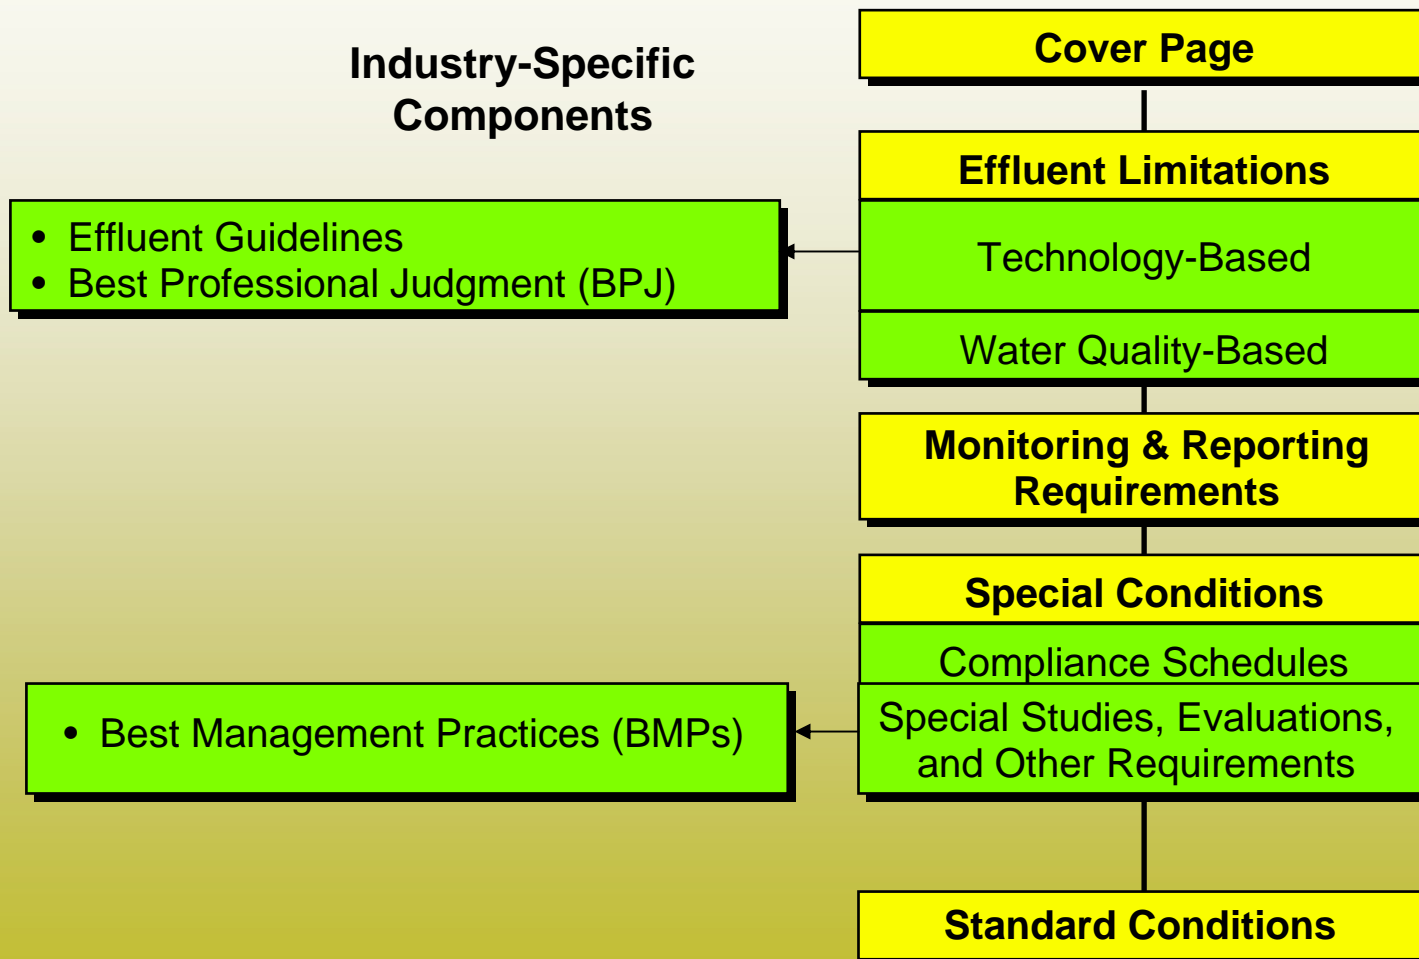 Industry-Specific
Components
Cover Page
Effluent Limitations
• Effluent Guidelines
• Best Professional Judgment (BPJ)
Technology-Based
Water Quality-Based
Monitoring & Reporting
Requirements
Special Conditions
Compliance Schedules
• Best Management Practices (BMPs)
Special Studies, Evaluations,
and Other Requirements
Standard Conditions